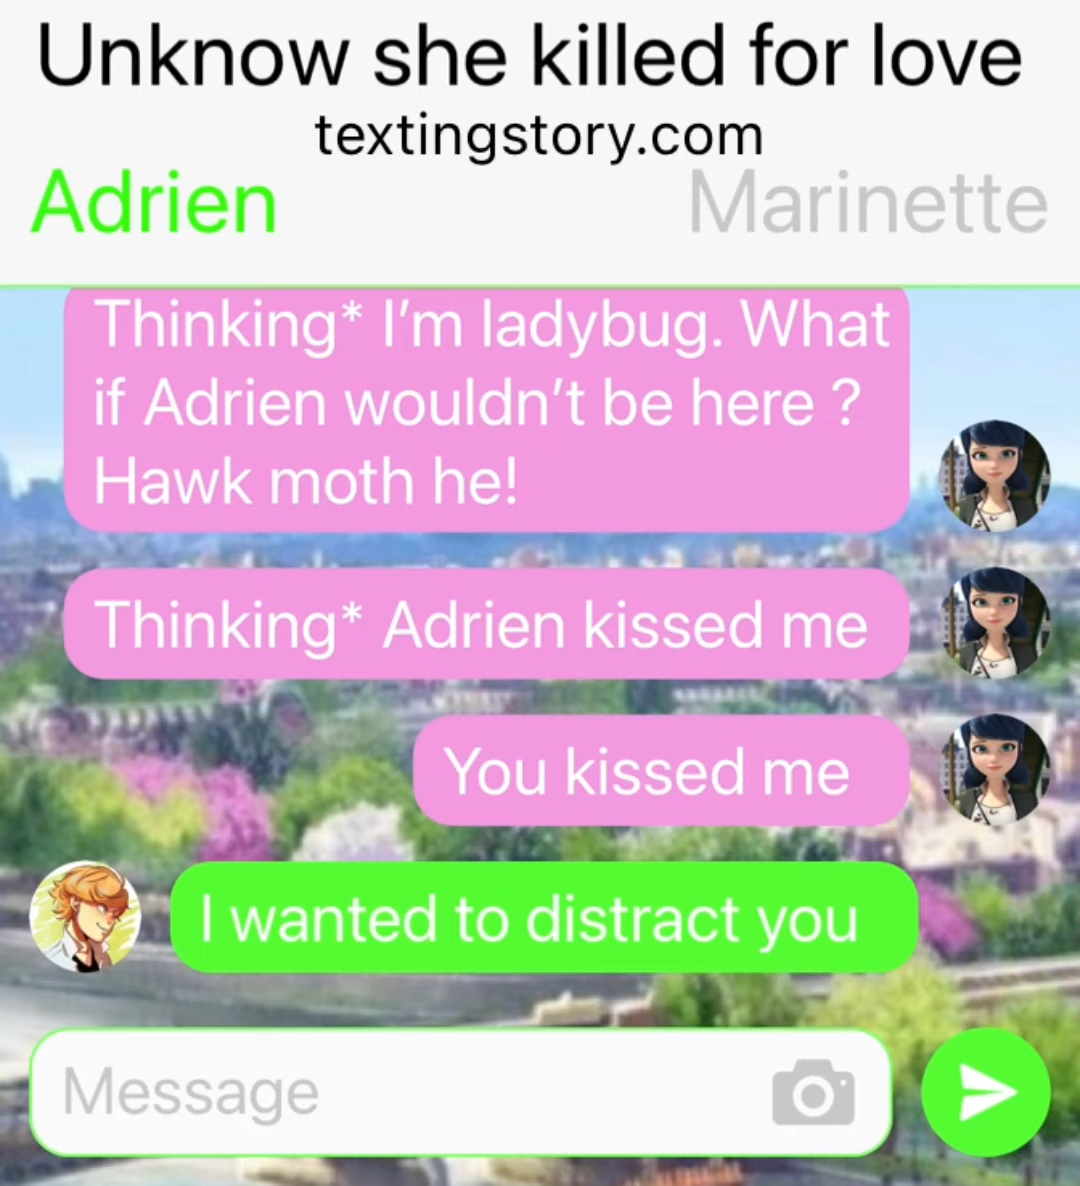 Unknow she killed for love
textingstory.com
Adrien
Marinette
Thinking* I'm ladybug. What
if Adrien wouldn't be here ?
Hawk moth he!
Thinking* Adrien kissed me
You kissed me
I wanted to distract you
Message